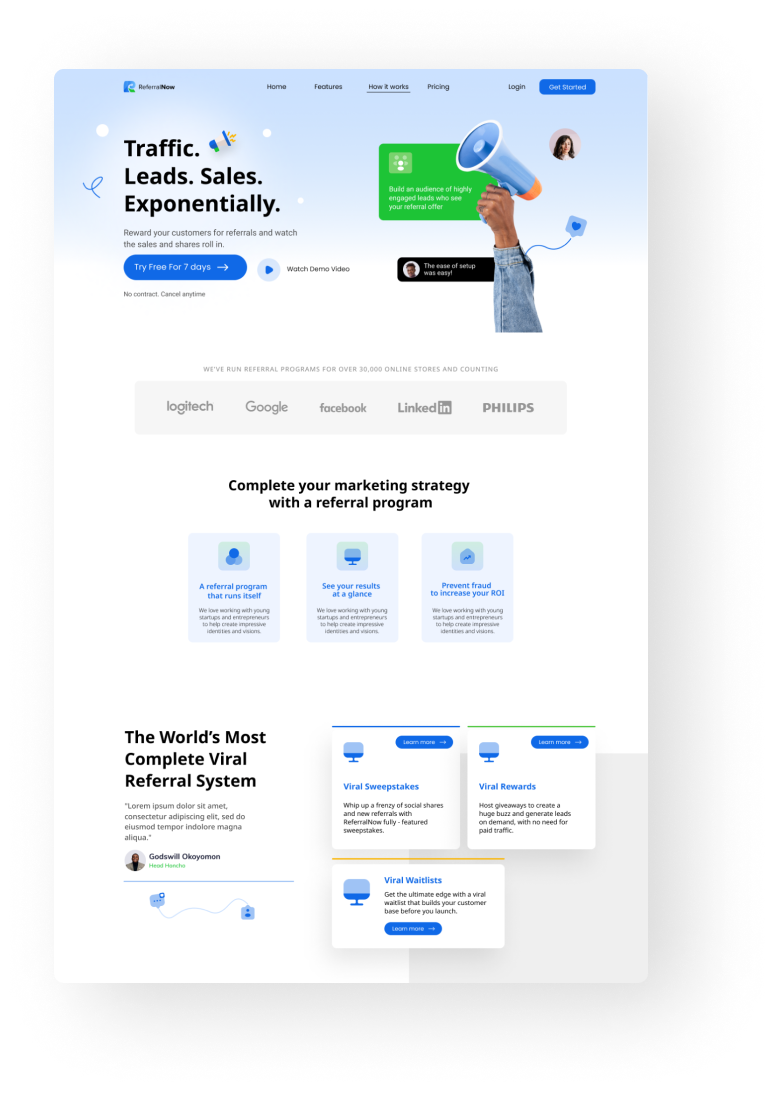 ReferralNow
Home
Features
How it works
Pricing
Login
Get Started
Traffic.
Leads. Sales.
Exponentially.
Reward your customers for referrals and watch
the sales and shares roll in.
Try Free For 7 days
Watch Demo Video
No contract. Cancel anytime
Build an audience of highly
engaged leads who see
your referral offer
The ease of setup
was easy!
WE'VE RUN REFERRAL PROGRAMS FOR OVER 30,000 ONLINE STORES AND COUNTING
logitech
Google
facebook
Linkedin
PHILIPS
Complete your marketing strategy
with a referral program
A referral program
that runs itself
We love working with young
startups and entrepreneurs
to help create impressive
identities and visions.
See your results
at a glance
We love working with young
startups and entrepreneurs
to help create impressive
identities and visions.
Prevent fraud
to increase your ROI
We love working with young
startups and entrepreneurs
to help create impressive
identities and visions.
The World's Most
Complete Viral
Referral System
"Lorem ipsum dolor sit amet,
consectetur adipiscing elit, sed do
eiusmod tempor indolore magna
aliqua."
Godswill Okoyomon
Head Honcho
Learn more
Viral Sweepstakes
Whip up a frenzy of social shares
and new referrals with
ReferralNow fully - featured
sweepstakes.
Learn more
Viral Rewards
Host giveaways to create a
huge buzz and generate leads
on demand, with no need for
paid traffic.
Viral Waitlists
Get the ultimate edge with a viral
waitlist that builds your customer
base before you launch.
Learn more